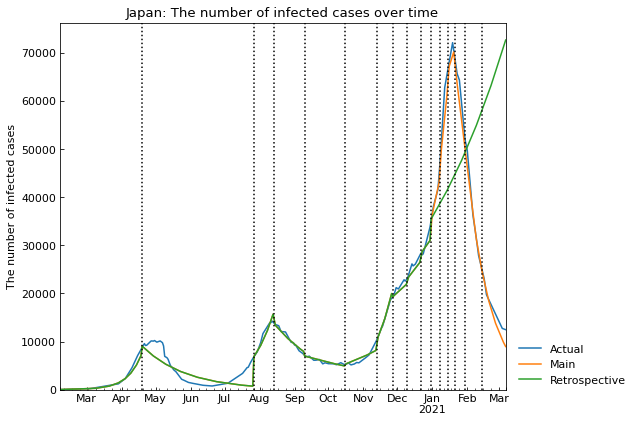 Japan: The number of infected cases over time
The number of infected cases
70000
60000
50000
40000
30000
20000
10000
0
Mar Apr May Jun Jul Aug Sep Oct Nov Dec Jan Feb Mar
2021
Actual
Main
Retrospective